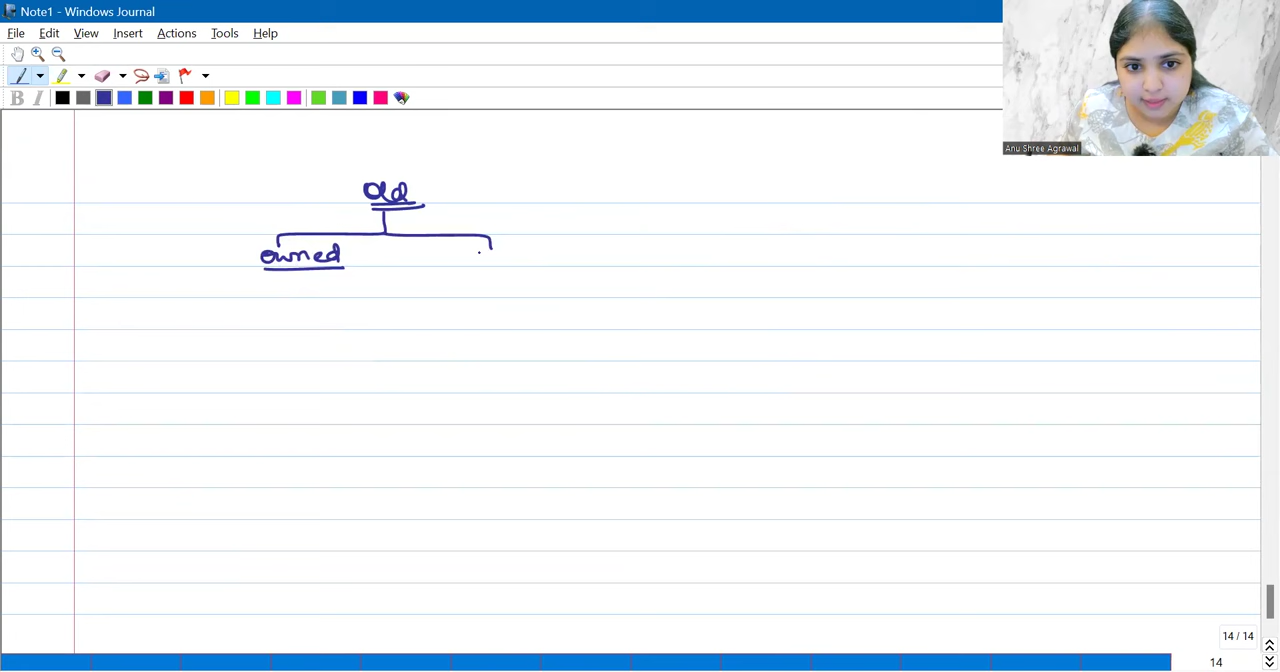 Note1 - Windows Journal
File Edit View Insert Actions Tools Help
B I
Anu Shree Agrawal
Old
owned
14 / 14
14